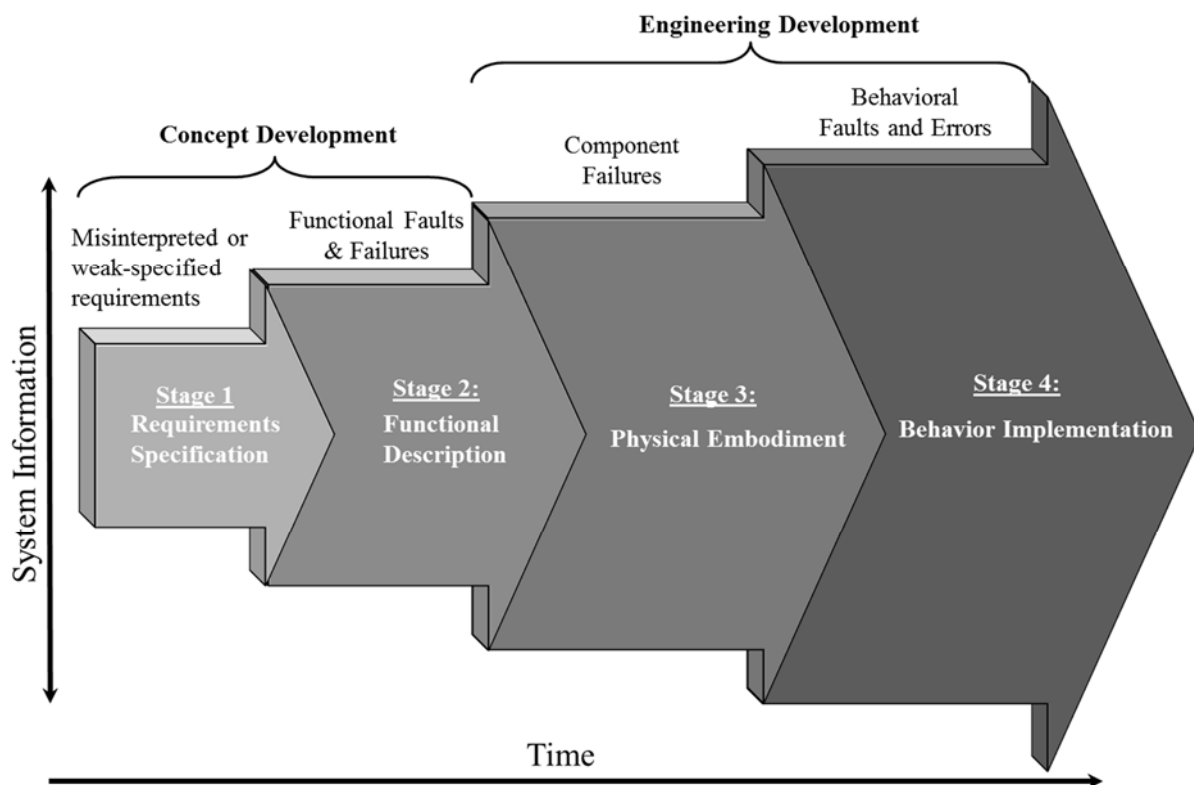 Engineering Development
Concept Development
Behavioral
Faults and Errors
Component
Failures
Functional Faults
& Failures
Misinterpreted or
weak-specified
requirements
System Information
Stage 1
Requirements
Specification
Stage 2:
Functional
Description
Stage 3:
Physical Embodiment
Stage 4:
Behavior Implementation
Time